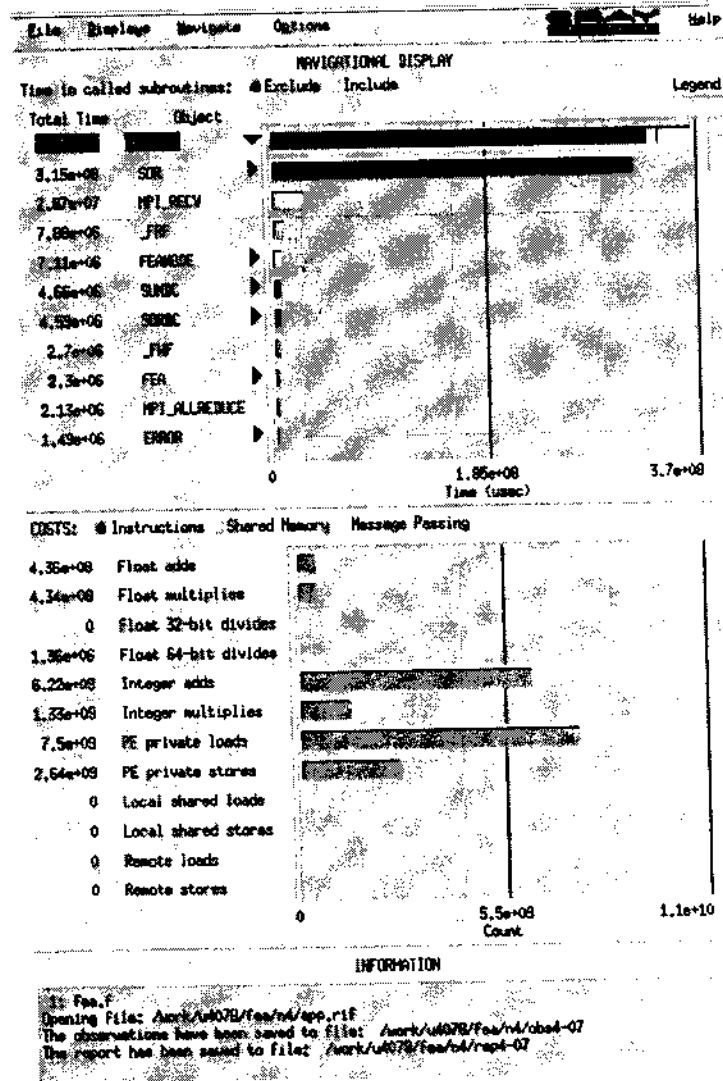 File Displays Navigate Options CRAY Help
NAVIGATIONAL DISPLAY
Time in called subroutines: Exclude Include Legend
Total Time Object
3.15e+08 SOR
2.87e+07 MPI_RECV
7.88e+06 _FRF
7.11e+06 FEAMODE
4.66e+06 SUMBC
4.59e+06 SORBC
2.7e+06 _FWF
2.3e+06 FEA
2.13e+06 MPI_ALLREDUCE
1.49e+06 ERROR
0 1.85e+08 3.7e+08
Time (usec)
COSTS: Instructions Shared Memory Message Passing
4.36e+08 Float adds
4.34e+08 Float multiplies
0 Float 32-bit divides
1.36e+06 Float 64-bit divides
6.22e+09 Integer adds
1.33e+09 Integer multiplies
7.5e+09 PE private loads
2.64e+09 PE private stores
0 Local shared loads
0 Local shared stores
0 Remote loads
0 Remote stores
0 5.5e+09 1.1e+10
Count
INFORMATION
1: fea.f
Opening File: /work/u4078/fea/n4/app.rif
The observations have been saved to file: /work/u4078/fea/n4/obs4-07
The report has been saved to file: /work/u4078/fea/n4/rep4-07